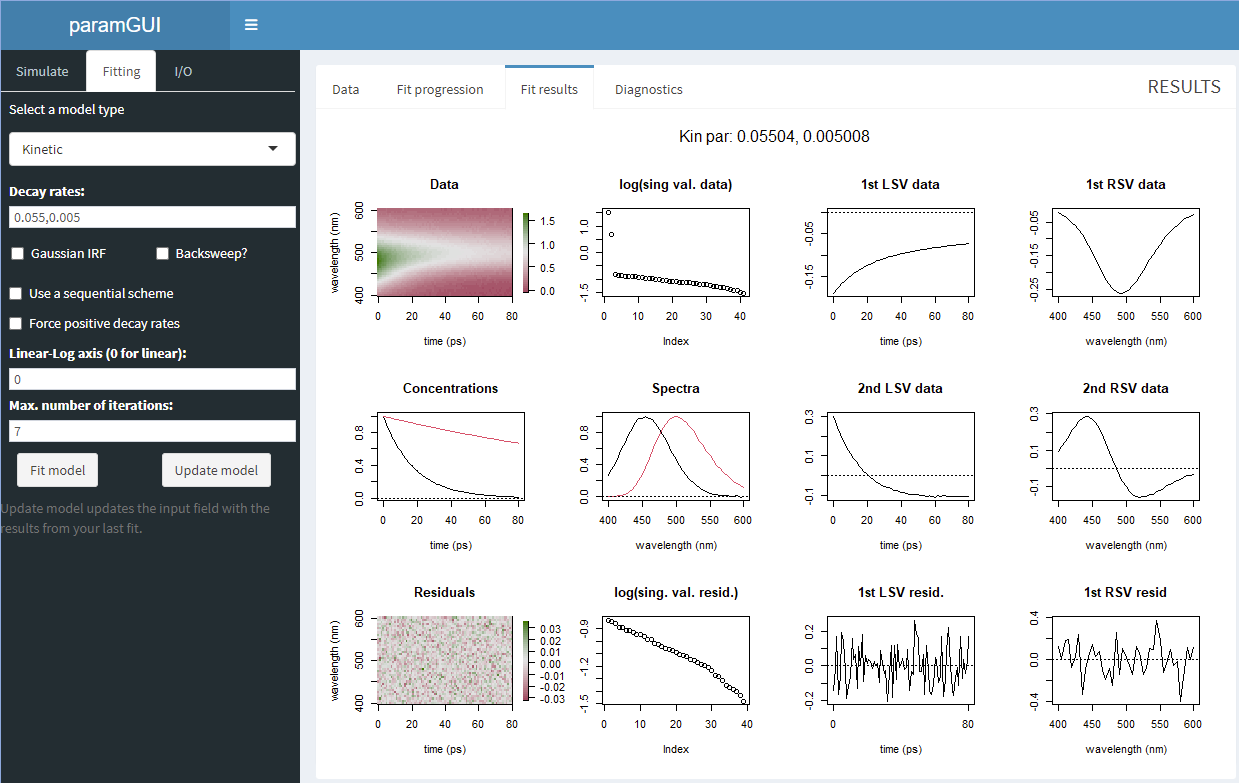 paramGUI
Simulate Fitting I/O
Select a model type
Kinetic
Decay rates:
0.055,0.005
Gaussian IRF Backsweep?
Use a sequential scheme
Force positive decay rates
Linear-Log axis (0 for linear):
0
Max. number of iterations:
7
Fit model Update model
Update model updates the input field with the
results from your last fit.
Data Fit progression Fit results Diagnostics RESULTS
Kin par: 0.05504, 0.005008
Data
wavelength (nm)
400 500 600
0 20 40 60 80
time (ps)
1.5
1.0
0.5
0.0
log(sing val. data)
-1.5 0.0 1.0
0 10 20 30 40
Index
1st LSV data
-0.15 -0.05
0 20 40 60 80
time (ps)
1st RSV data
-0.25 -0.15 -0.05
400 450 500 550 600
wavelength (nm)
Concentrations
0.0 0.4 0.8
0 20 40 60 80
time (ps)
Spectra
0.0 0.4 0.8
400 450 500 550 600
wavelength (nm)
2nd LSV data
-0.1 0.1 0.3
0 20 40 60 80
time (ps)
2nd RSV data
-0.1 0.1 0.3
400 450 500 550 600
wavelength (nm)
Residuals
wavelength (nm)
400 500 600
0 20 40 60 80
time (ps)
0.03
0.02
0.01
0.00
-0.01
-0.02
-0.03
log(sing. val. resid.)
-1.5 -1.2 -0.9
0 10 20 30 40
Index
1st LSV resid.
-0.2 0.0 0.2
0 20 40 80
time (ps)
1st RSV resid
-0.4 0.0 0.4
400 450 500 550 600
wavelength (nm)